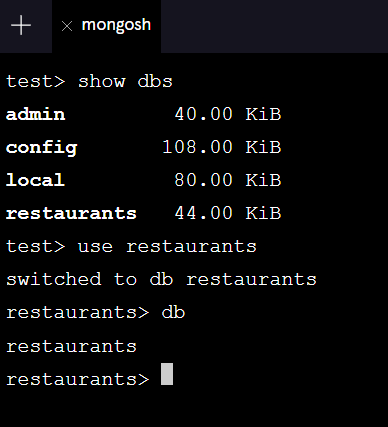 mongosh
test> show dbs
admin         40.00 KiB
config       108.00 KiB
local         80.00 KiB
restaurants   44.00 KiB
test> use restaurants
switched to db restaurants
restaurants> db
restaurants
restaurants>